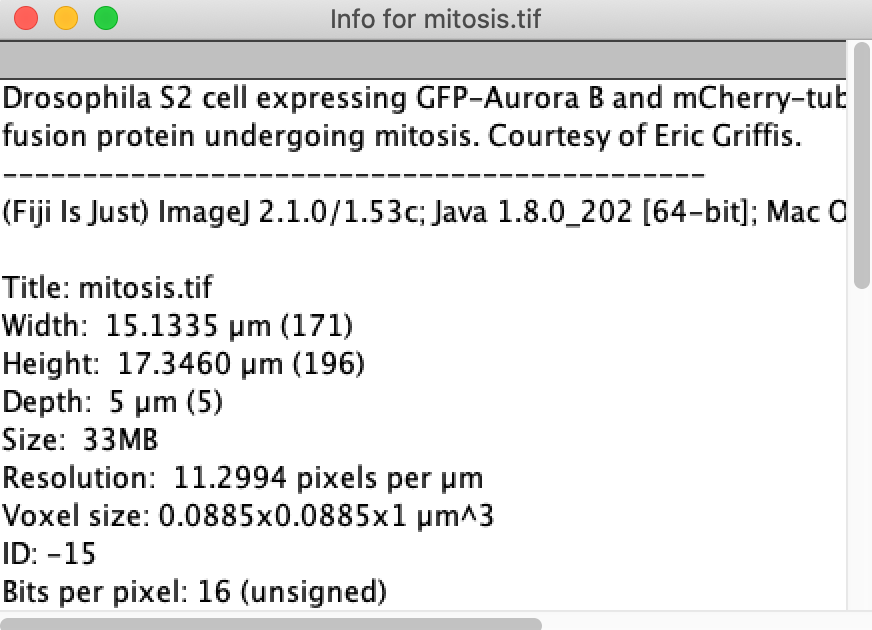 Info for mitosis.tif
Drosophila S2 cell expressing GFP-Aurora B and mCherry-tub
fusion protein undergoing mitosis. Courtesy of Eric Griffis.
--------------------------------------------
(Fiji Is Just) ImageJ 2.1.0/1.53c; Java 1.8.0_202 [64-bit]; Mac O
Title: mitosis.tif
Width:  15.1335 µm (171)
Height:  17.3460 µm (196)
Depth:  5 µm (5)
Size:  33MB
Resolution:  11.2994 pixels per µm
Voxel size: 0.0885x0.0885x1 µm^3
ID: -15
Bits per pixel: 16 (unsigned)